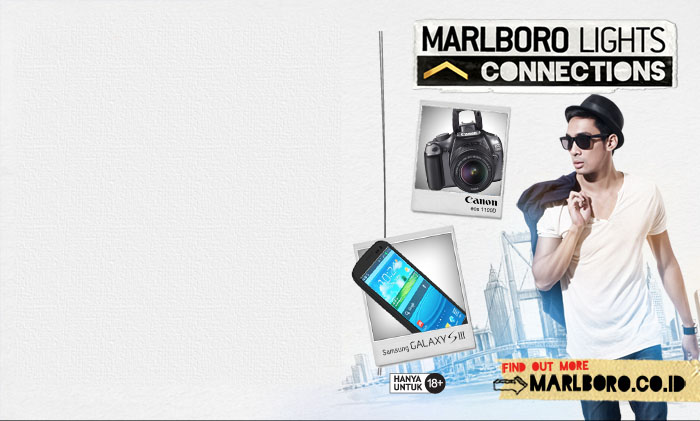 MARLBORO LIGHTS
CONNECTIONS
Canon
eos 1100D
Samsung GALAXY S III
HANYA
UNTUK
18+
FIND OUT MORE
MARLBORO.CO.ID